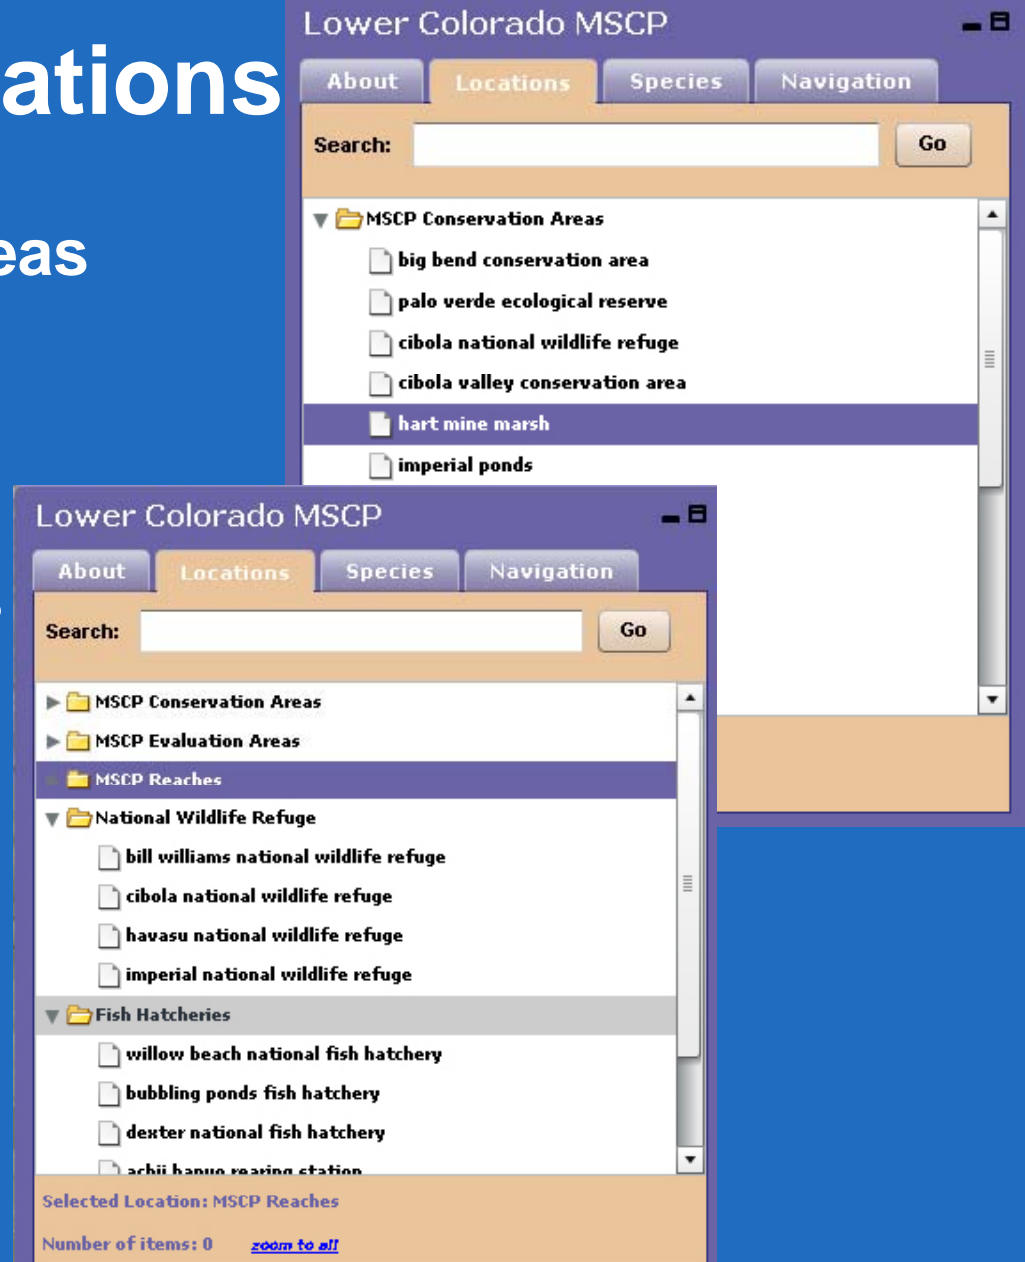 ations
eas
Lower Colorado MSCP
About Locations Species Navigation
Search: Go
MSCP Conservation Areas
big bend conservation area
palo verde ecological reserve
cibola national wildlife refuge
cibola valley conservation area
hart mine marsh
imperial ponds
Lower Colorado MSCP
About Locations Species Navigation
Search: Go
MSCP Conservation Areas
MSCP Evaluation Areas
MSCP Reaches
National Wildlife Refuge
bill williams national wildlife refuge
cibola national wildlife refuge
havasu national wildlife refuge
imperial national wildlife refuge
Fish Hatcheries
willow beach national fish hatchery
bubbling ponds fish hatchery
dexter national fish hatchery
rearing station
Selected Location: MSCP Reaches
Number of items: 0 zoom to all